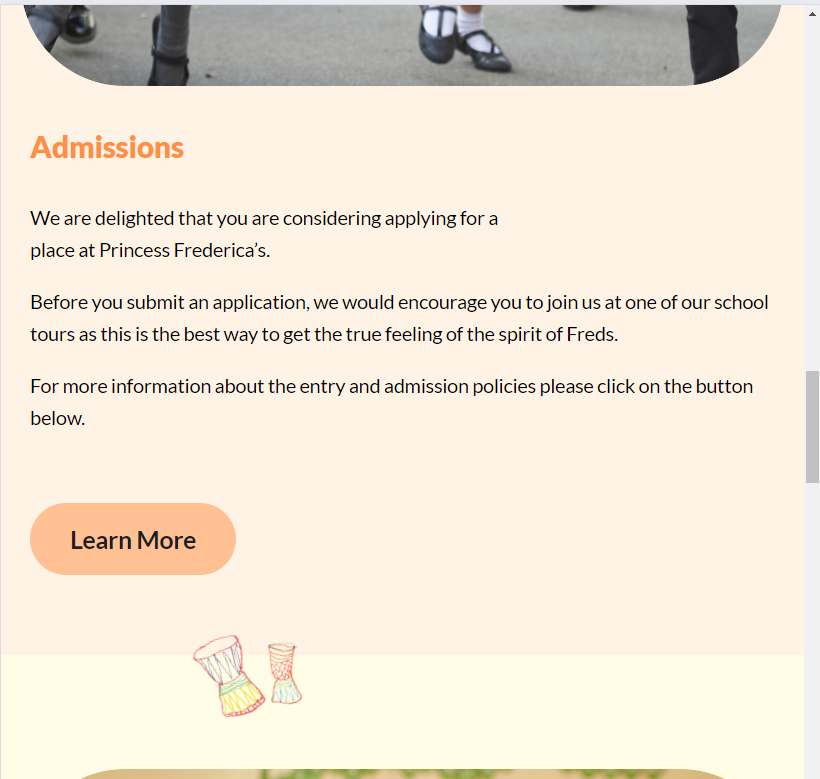 Admissions
We are delighted that you are considering applying for a
place at Princess Frederica’s.
Before you submit an application, we would encourage you to join us at one of our school
tours as this is the best way to get the true feeling of the spirit of Freds.
For more information about the entry and admission policies please click on the button
below.
Learn More